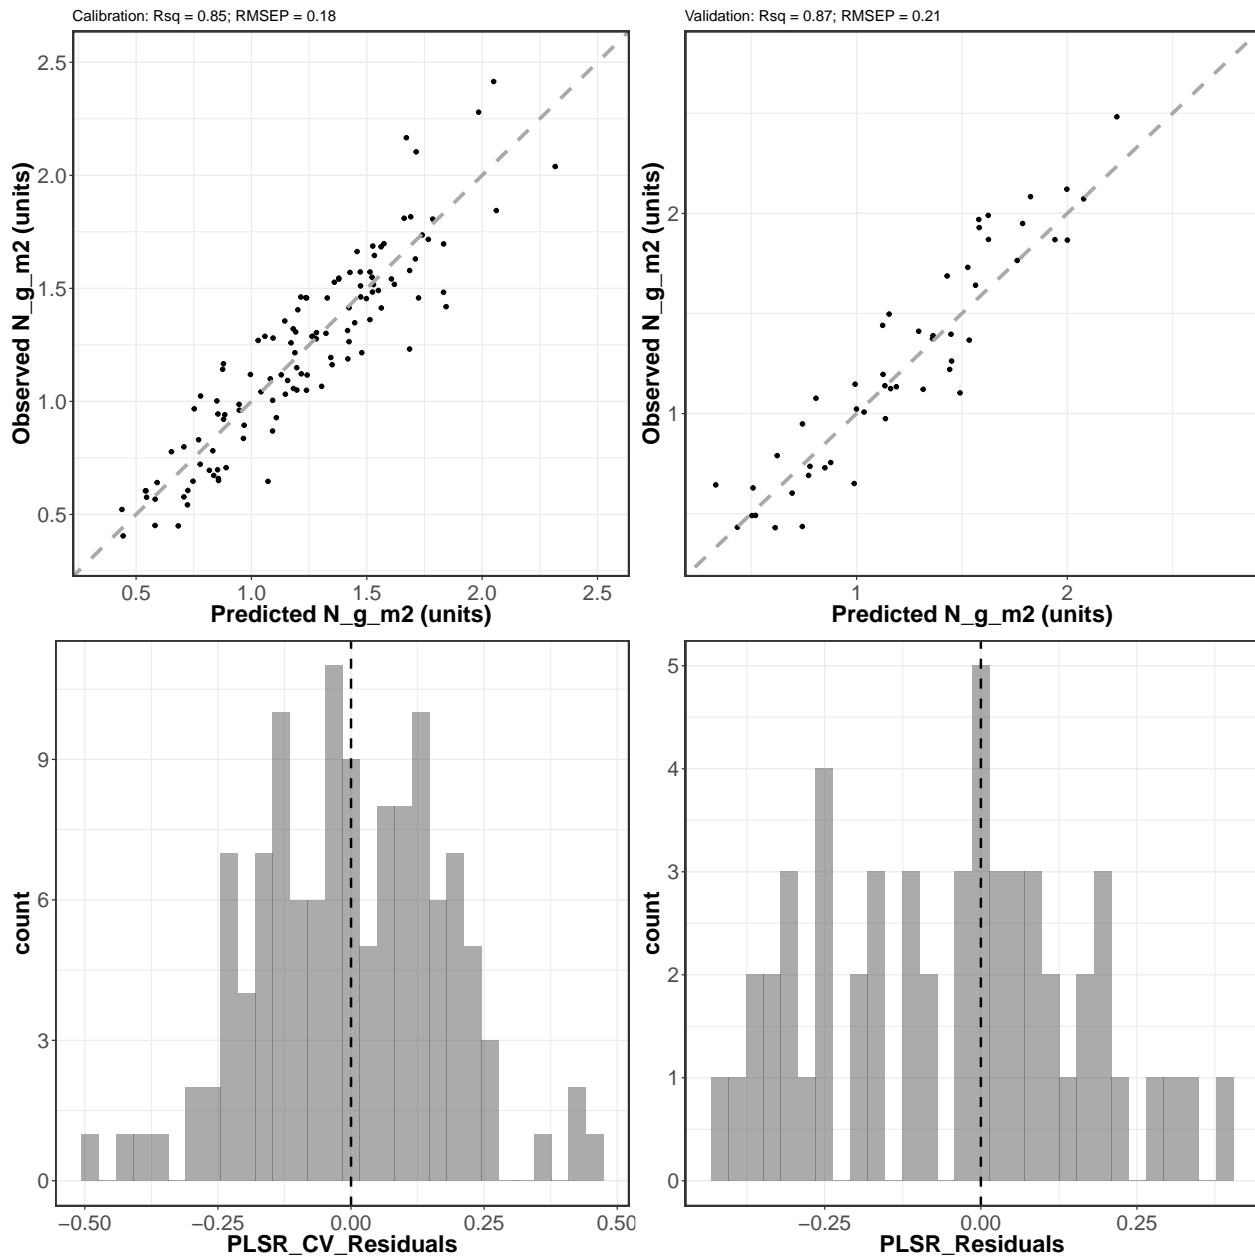 Calibration: Rsq = 0.85; RMSEP = 0.18
2.5
2.0
1.5
1.0
0.5
Observed N_g_m2 (units)
0.5 1.0 1.5 2.0 2.5
Predicted N_g_m2 (units)
Validation: Rsq = 0.87; RMSEP = 0.21
2
1
Observed N_g_m2 (units)
1 2
Predicted N_g_m2 (units)
9
6
3
0
count
−0.50 −0.25 0.00 0.25 0.50
PLSR_CV_Residuals
5
4
3
2
1
0
count
−0.25 0.00 0.25
PLSR_Residuals